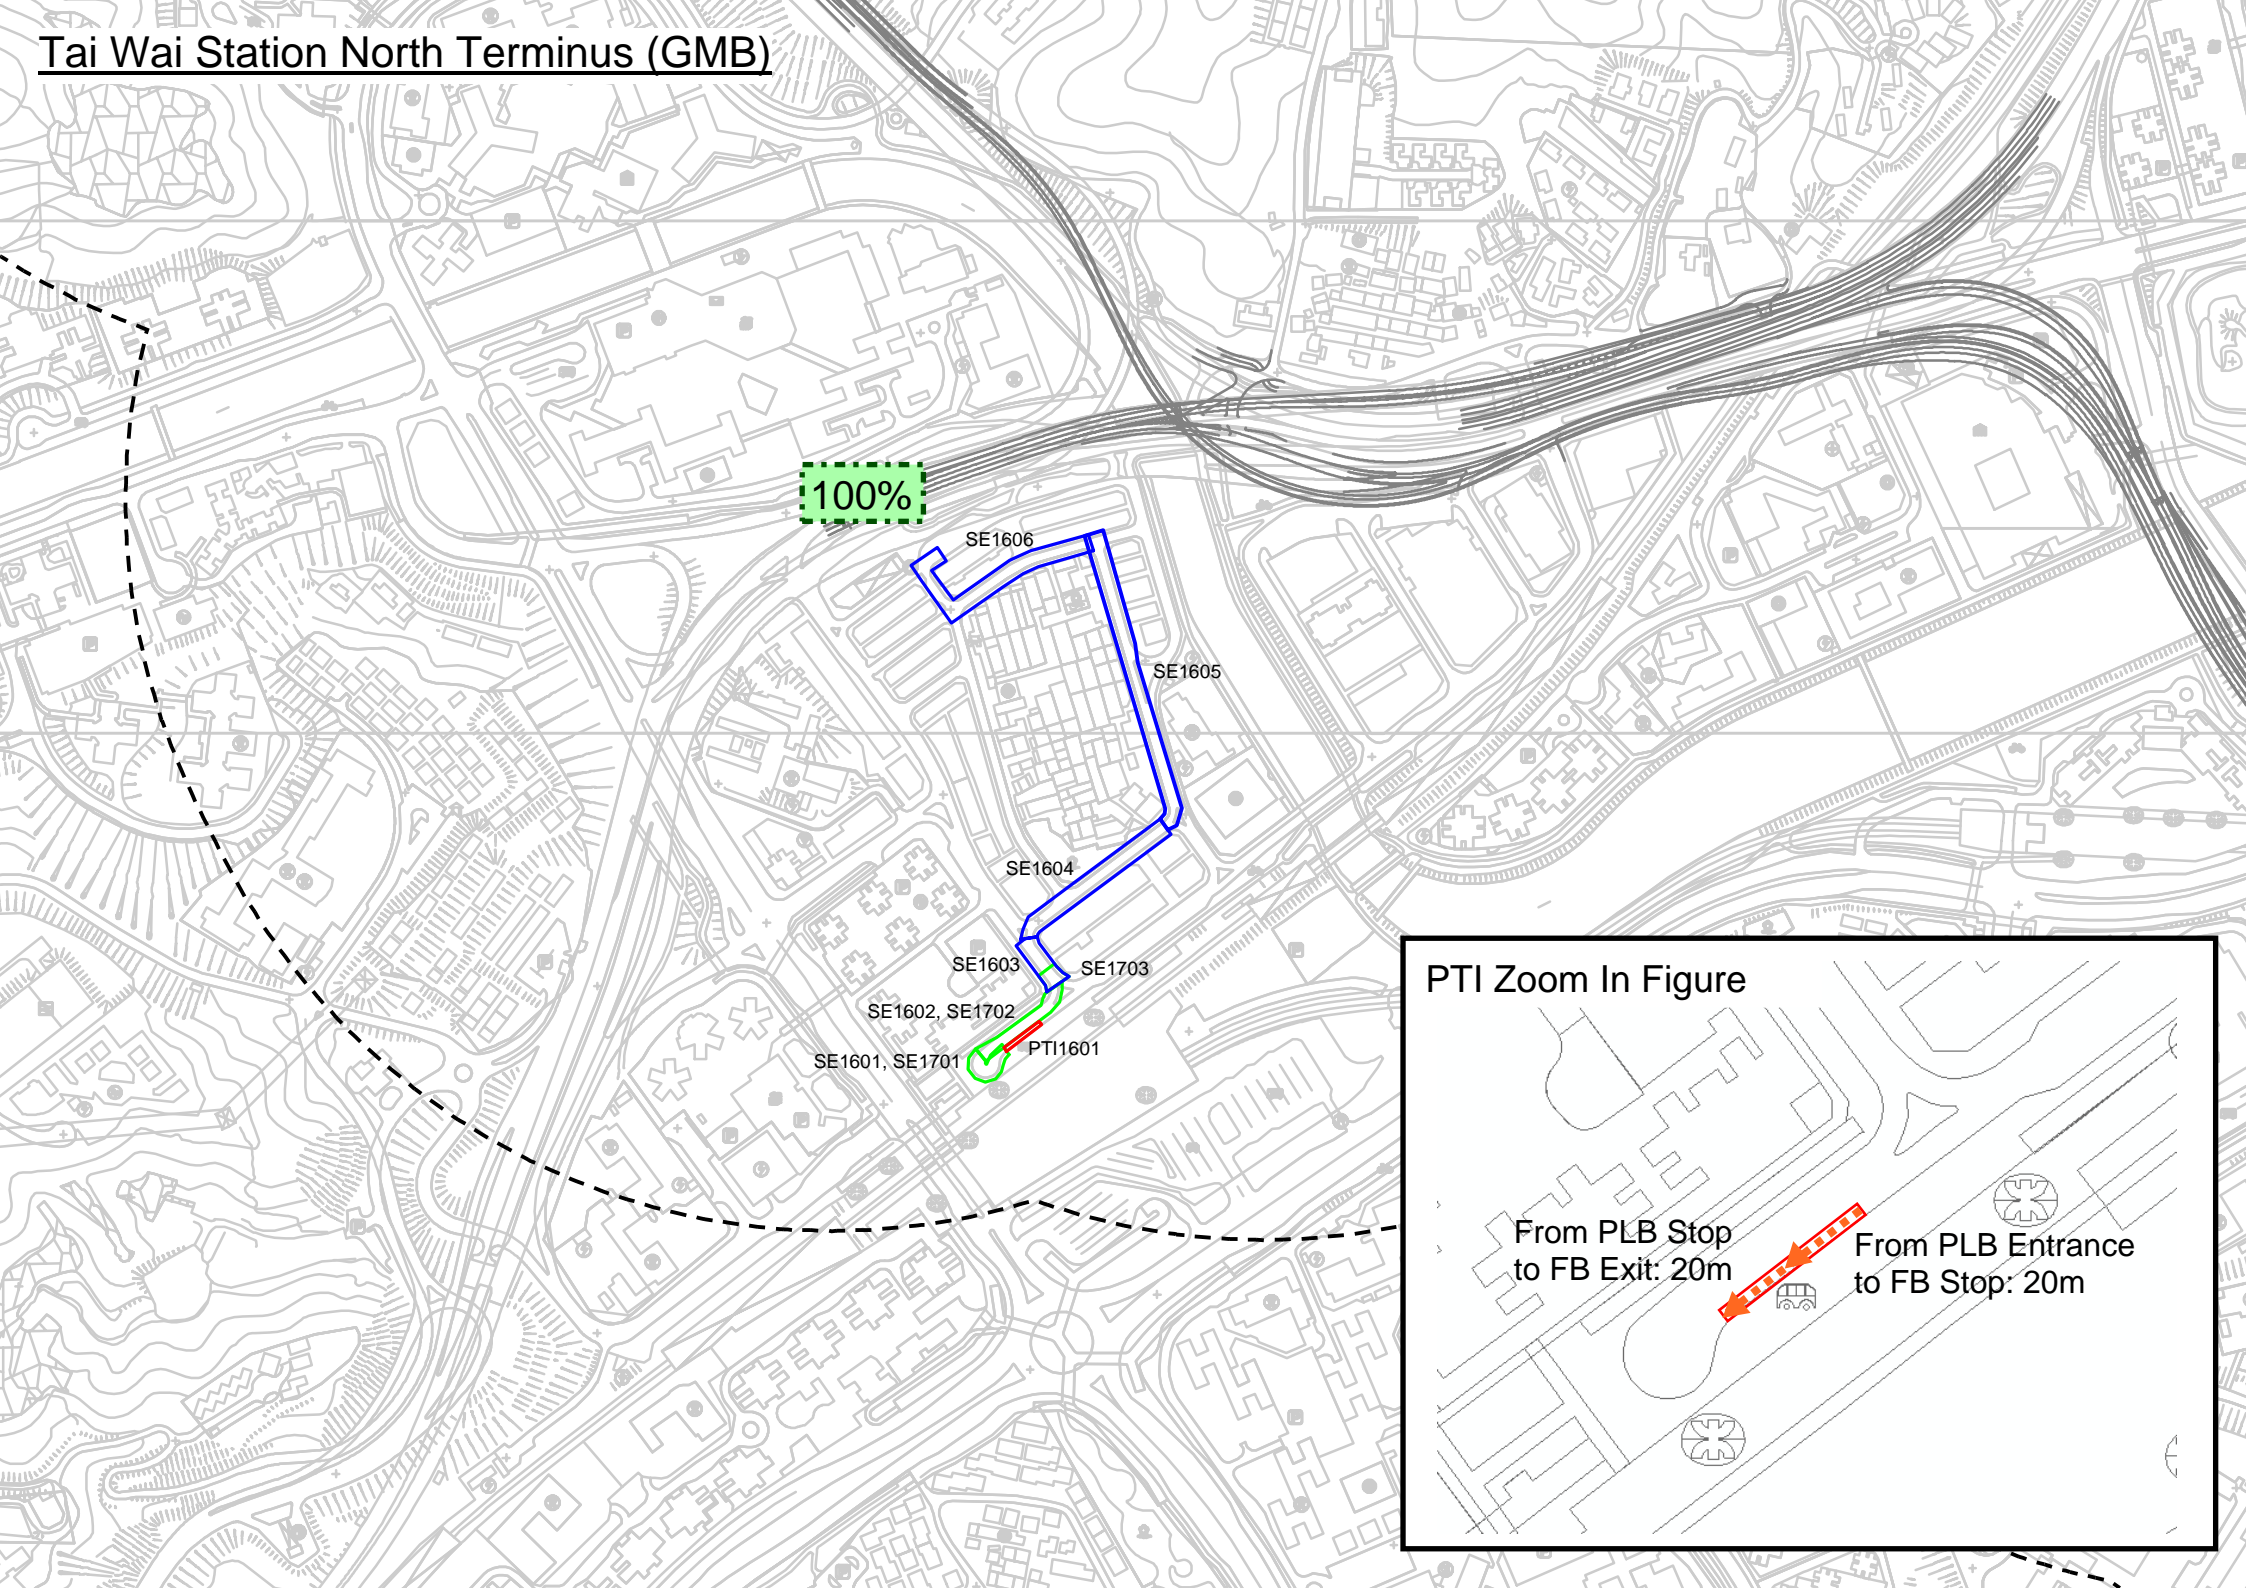 Tai Wai Station North Terminus (GMB)
100%
SE1606
SE1605
SE1604
SE1603
SE1703
SE1602, SE1702
SE1601, SE1701
PTI1601
PTI Zoom In Figure
From PLB Stop
to FB Exit: 20m
From PLB Entrance
to FB Stop: 20m